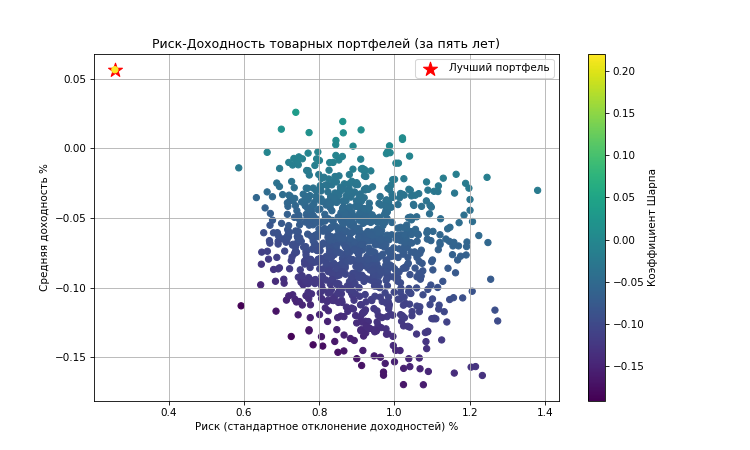 Риск-Доходность товарных портфелей (за пять лет)
Лучший портфель
Средняя доходность %
0.05
0.00
−0.05
−0.10
−0.15
0.4 0.6 0.8 1.0 1.2 1.4
Риск (стандартное отклонение доходностей) %
0.20
0.15
0.10
0.05
0.00
−0.05
−0.10
−0.15
Коэффициент Шарпа